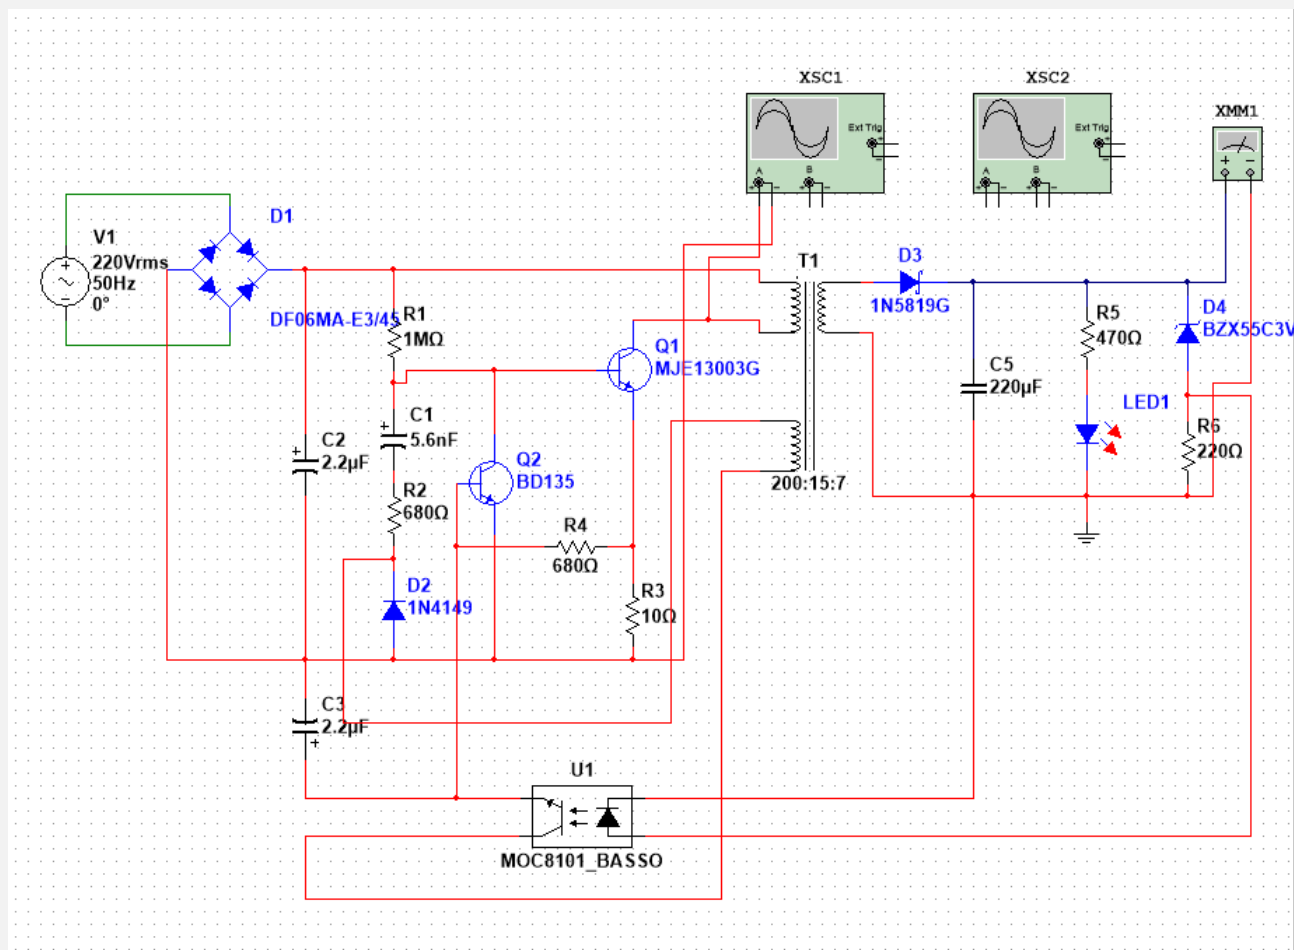 XSC1
XSC2
XMM1
Ext Trig
+
−
A
B
+ − + −
Ext Trig
+
−
A
B
+ − + −
+ −
D1
V1
220Vrms
50Hz
0°
DF06MA-E3/45
R1
1MΩ
T1
200:15:7
D3
1N5819G
R5
470Ω
D4
BZX55C3V
Q1
MJE13003G
C1
5.6nF
+
C5
220µF
LED1
R6
220Ω
C2
2.2µF
+
Q2
BD135
R2
680Ω
R4
680Ω
D2
1N4149
R3
10Ω
C3
2.2µF
+
U1
MOC8101_BASSO